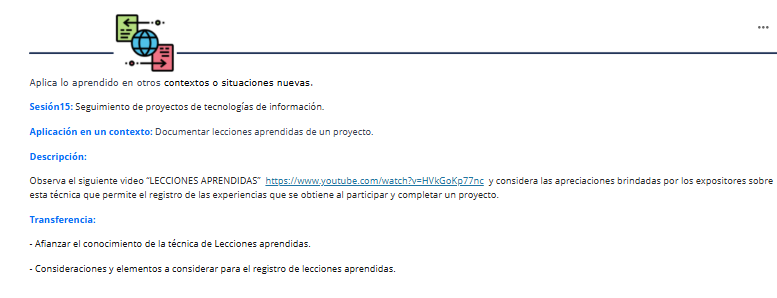 Aplica lo aprendido en otros contextos o situaciones nuevas.
Sesión15: Seguimiento de proyectos de tecnologías de información.
Aplicación en un contexto: Documentar lecciones aprendidas de un proyecto.
Descripción:
Observa el siguiente video “LECCIONES APRENDIDAS” https://www.youtube.com/watch?v=HVkGoKp77nc y considera las apreciaciones brindadas por los expositores sobre
esta técnica que permite el registro de las experiencias que se obtiene al participar y completar un proyecto.
Transferencia:
- Afianzar el conocimiento de la técnica de Lecciones aprendidas.
- Consideraciones y elementos a considerar para el registro de lecciones aprendidas.